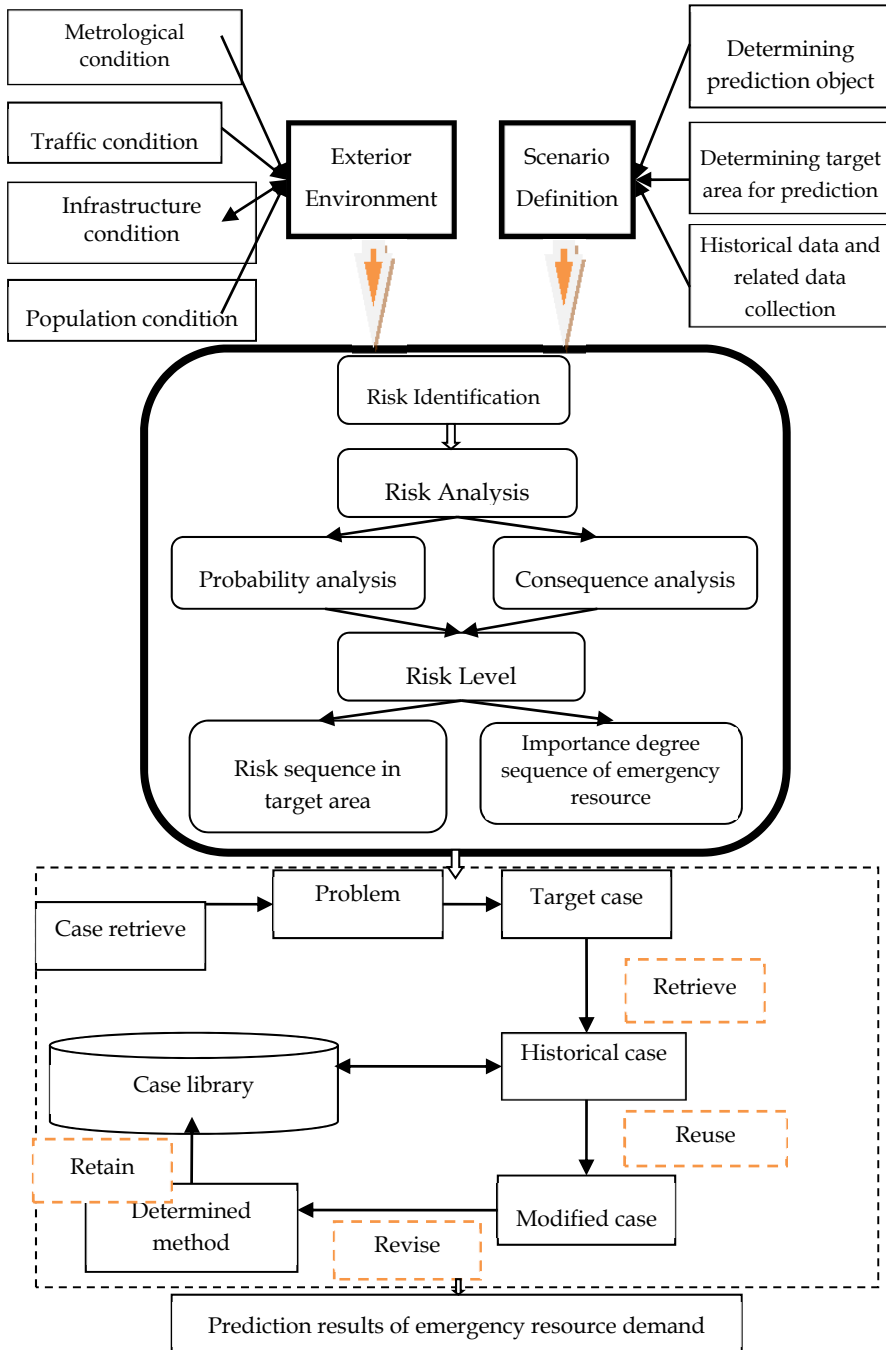 Metrological
condition
Traffic condition
Infrastructure
condition
Population condition
Exterior
Environment
Scenario
Definition
Determining
prediction object
Determining target
area for prediction
Historical data and
related data
collection
Risk Identification
Risk Analysis
Probability analysis
Consequence analysis
Risk Level
Risk sequence in
target area
Importance degree
sequence of emergency
resource
Case retrieve
Problem
Target case
Retrieve
Case library
Historical case
Reuse
Retain
Determined
method
Revise
Modified case
Prediction results of emergency resource demand